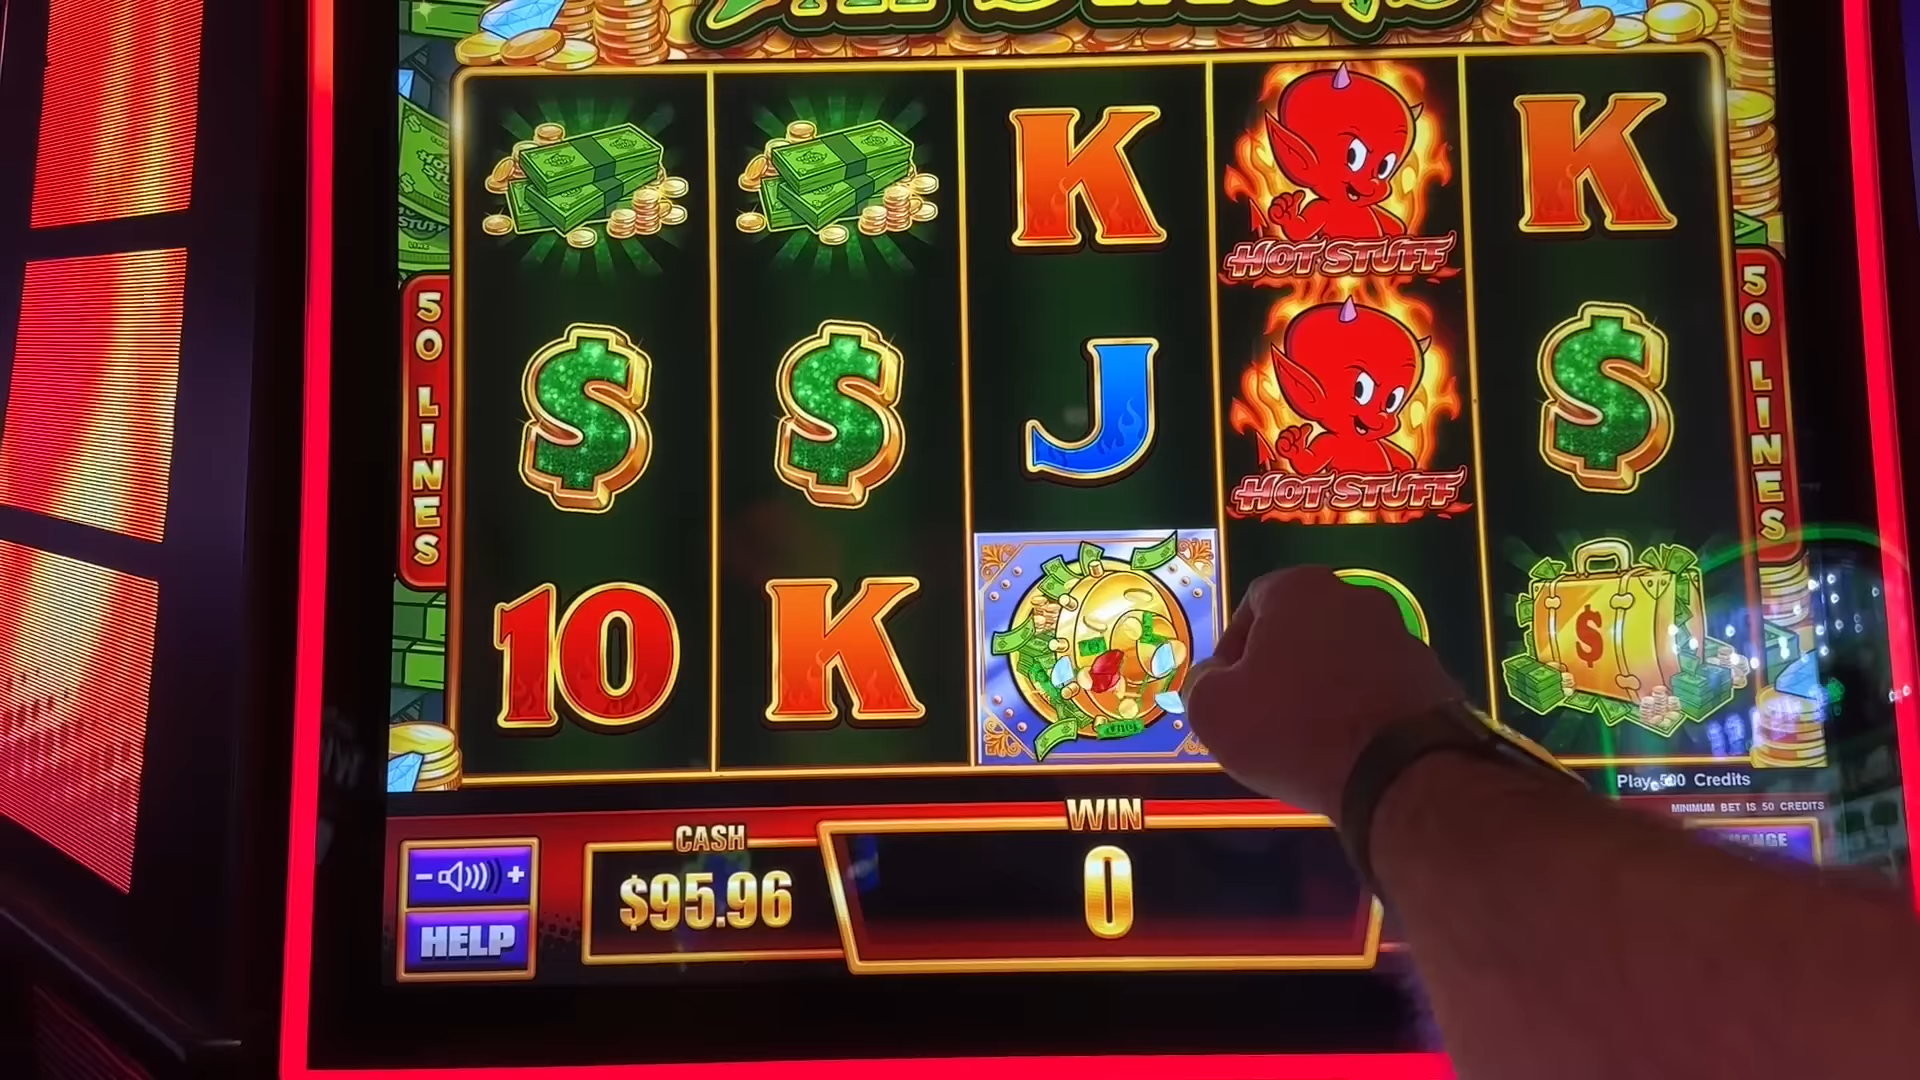 K
HOT STUFF
K
50 LINES
$
$
J
HOT STUFF
$
50 LINES
10
K
$
Play 500 Credits
MINIMUM BET IS 50 CREDITS
CASH
WIN
- +
$95.96
0
HELP